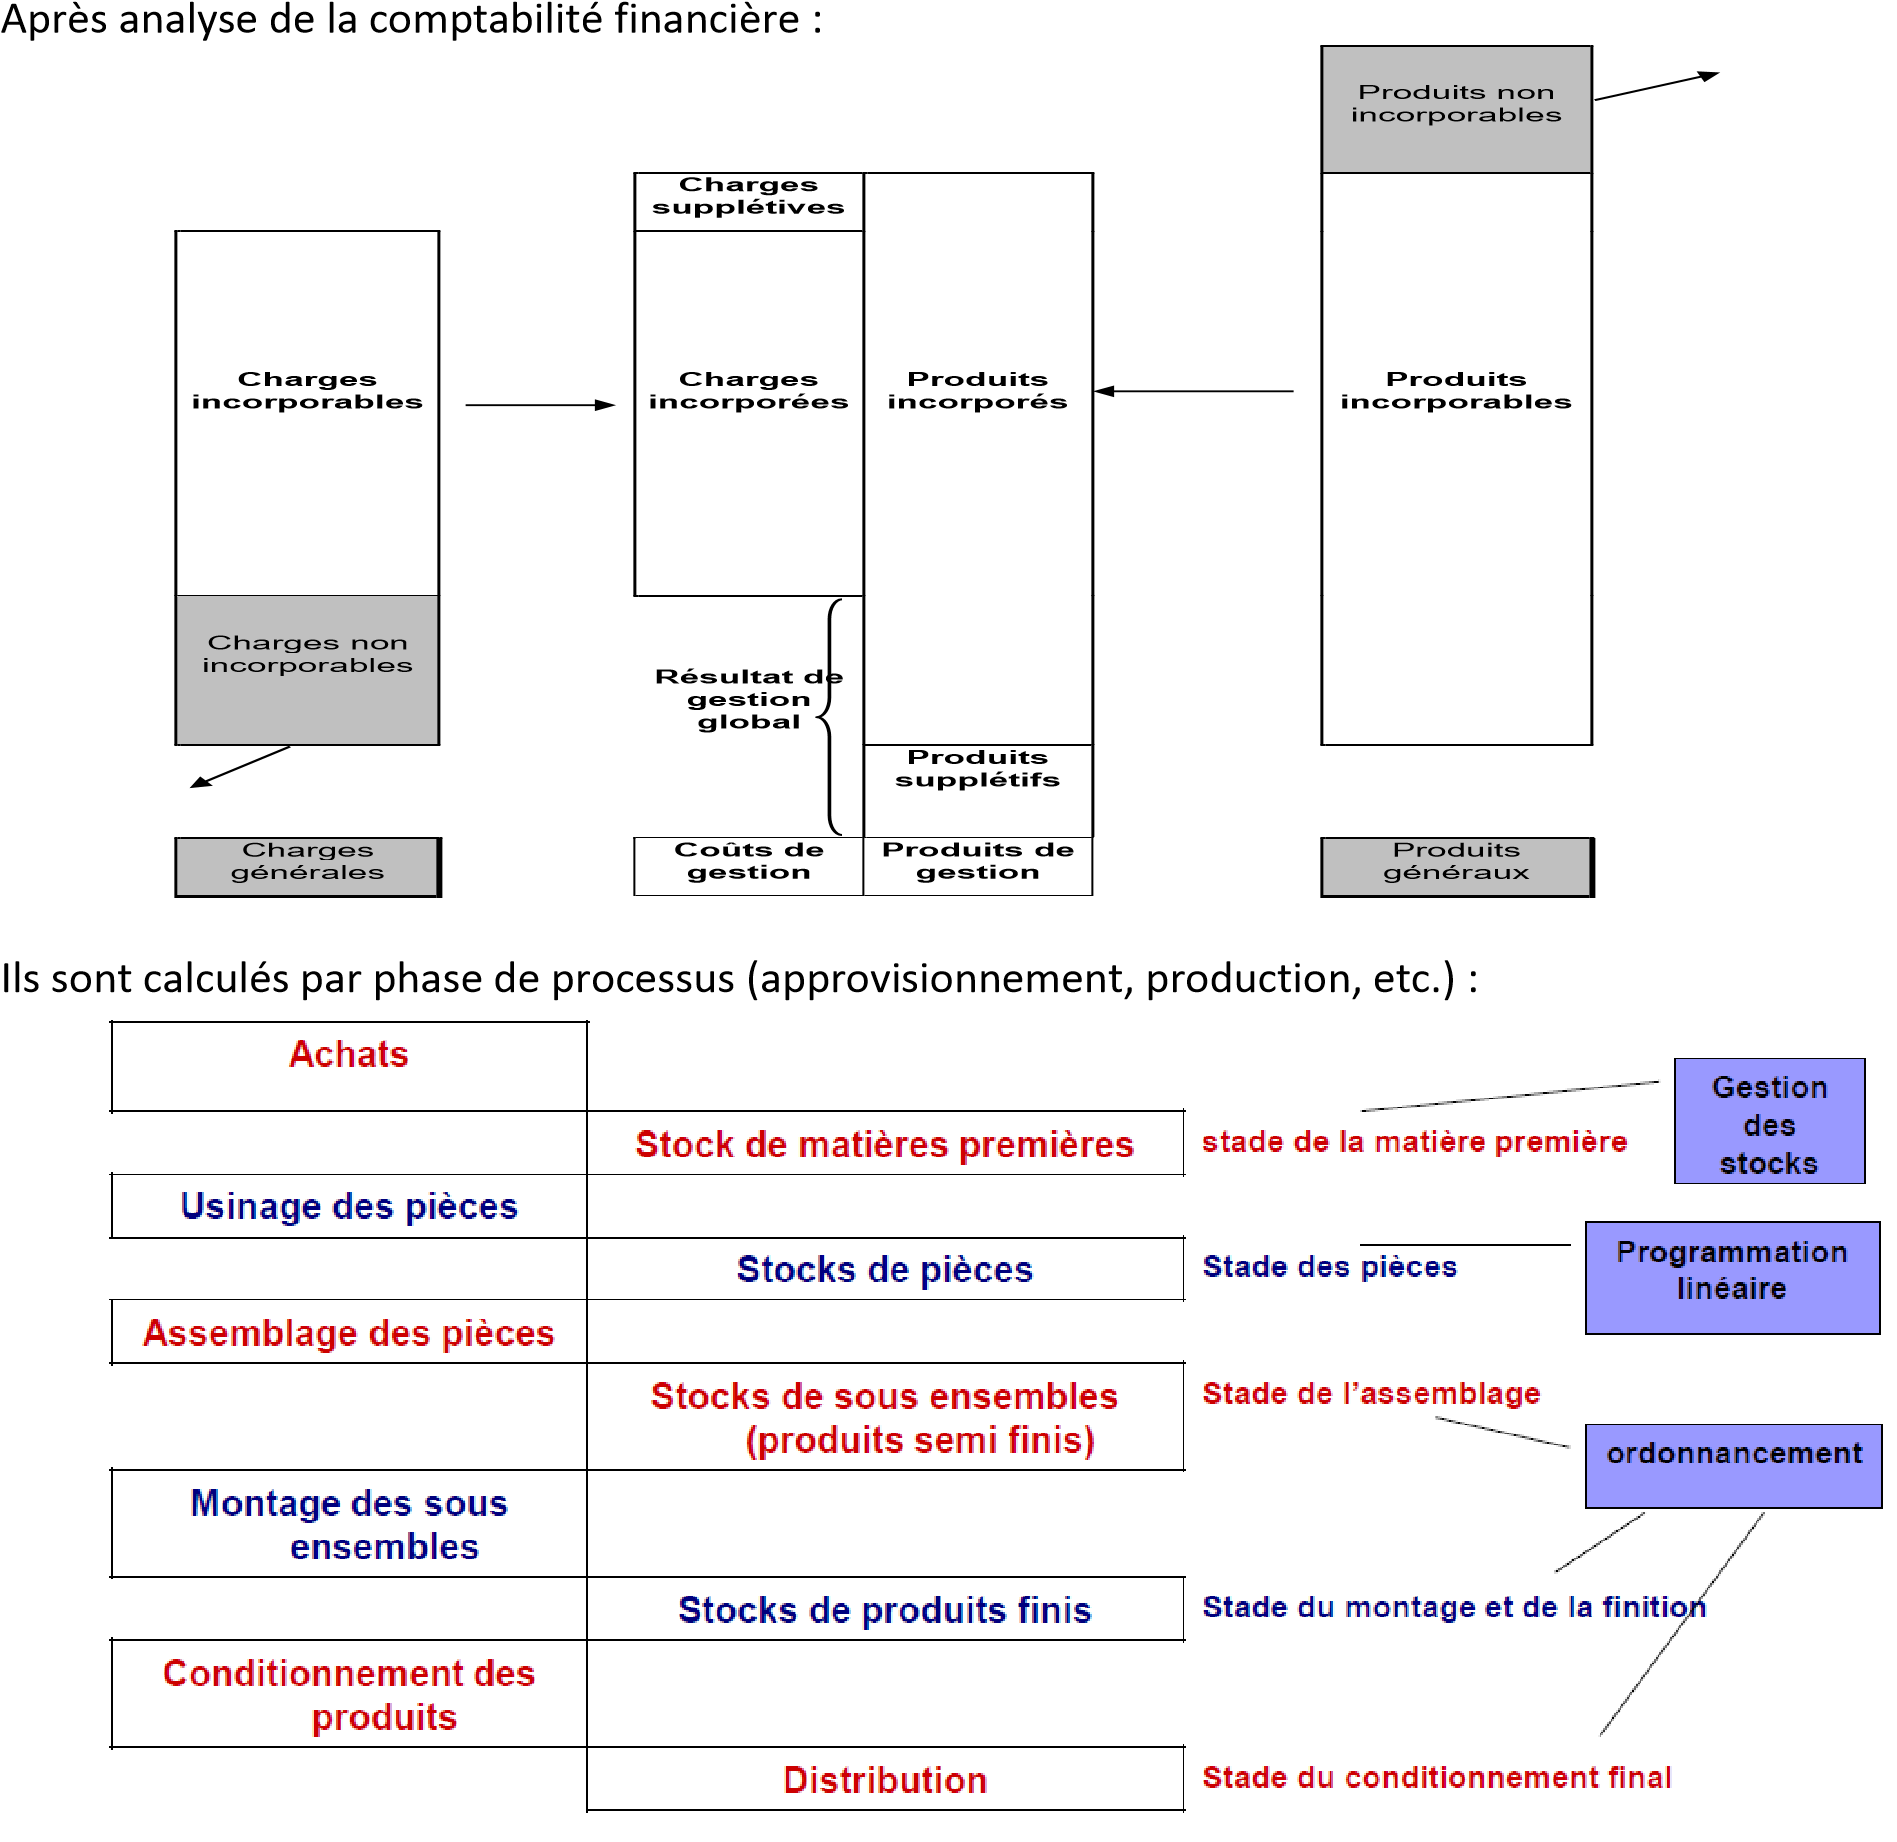 Après analyse de la comptabilité financière :
Produits non
incorporables
Charges
supplétives
Charges
incorporables
Charges
incorporées
Produits
incorporés
Produits
incorporables
Charges non
incorporables
Résultat de
gestion
global
Produits
supplétifs
Charges
générales
Coûts de
gestion
Produits de
gestion
Produits
généraux
Ils sont calculés par phase de processus (approvisionnement, production, etc.) :
Achats
Gestion
des
stocks
Stock de matières premières
stade de la matière première
Usinage des pièces
Programmation
linéaire
Stocks de pièces
Stade des pièces
Assemblage des pièces
Stocks de sous ensembles
(produits semi finis)
Stade de l’assemblage
ordonnancement
Montage des sous
ensembles
Stocks de produits finis
Stade du montage et de la finition
Conditionnement des
produits
Distribution
Stade du conditionnement final